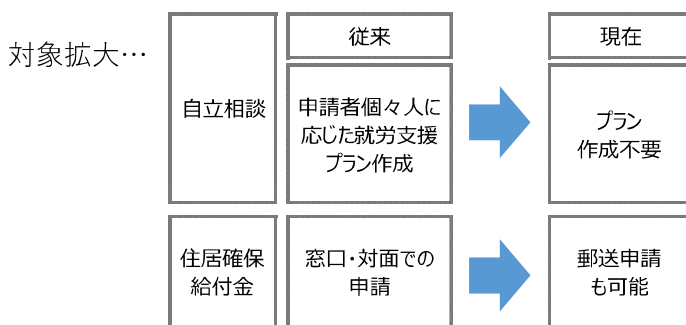 対象拡大…
従来
現在
自立相談
申請者個々人に
応じた就労支援
プラン作成
プラン
作成不要
住居確保
給付金
窓口・対面での
申請
郵送申請
も可能